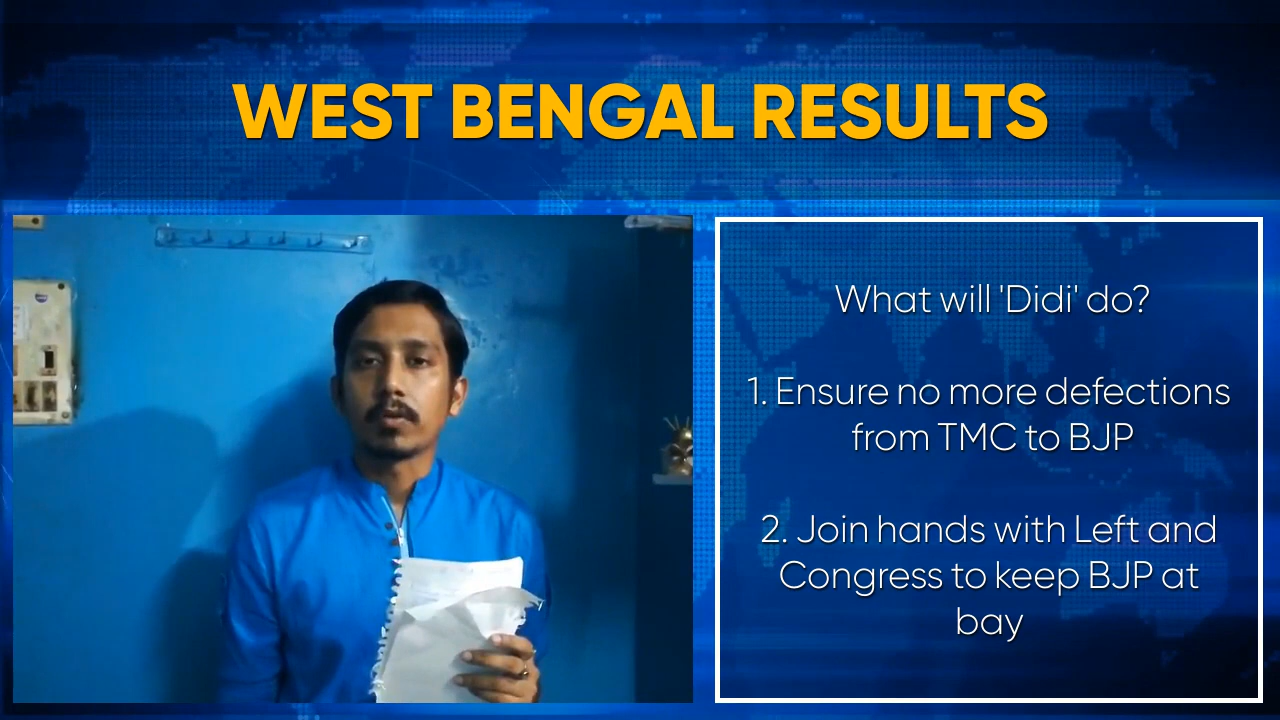 WEST BENGAL RESULTS
What will 'Didi' do?
1. Ensure no more defections
from TMC to BJP
2. Join hands with Left and
Congress to keep BJP at
bay